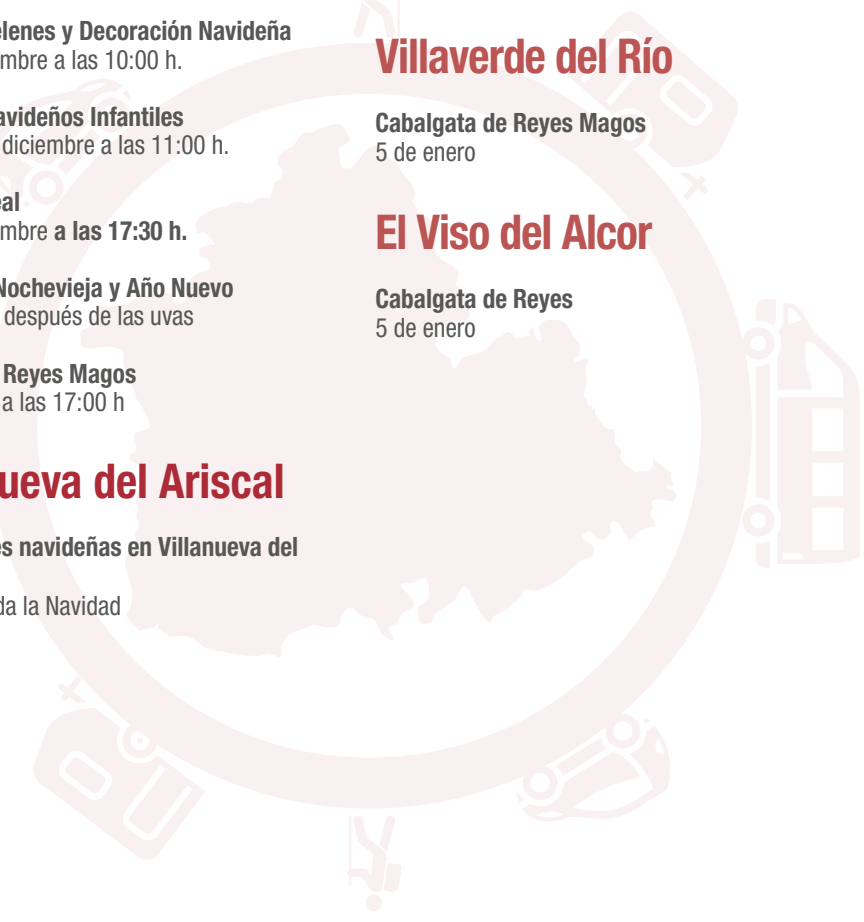 elenes y Decoración Navideña
mbre a las 10:00 h.
avideños Infantiles
diciembre a las 11:00 h.
al
mbre a las 17:30 h.
Nochevieja y Año Nuevo
después de las uvas
Reyes Magos
a las 17:00 h
ueva del Ariscal
s navideñas en Villanueva del
da la Navidad
Villaverde del Río
Cabalgata de Reyes Magos
5 de enero
El Viso del Alcor
Cabalgata de Reyes
5 de enero